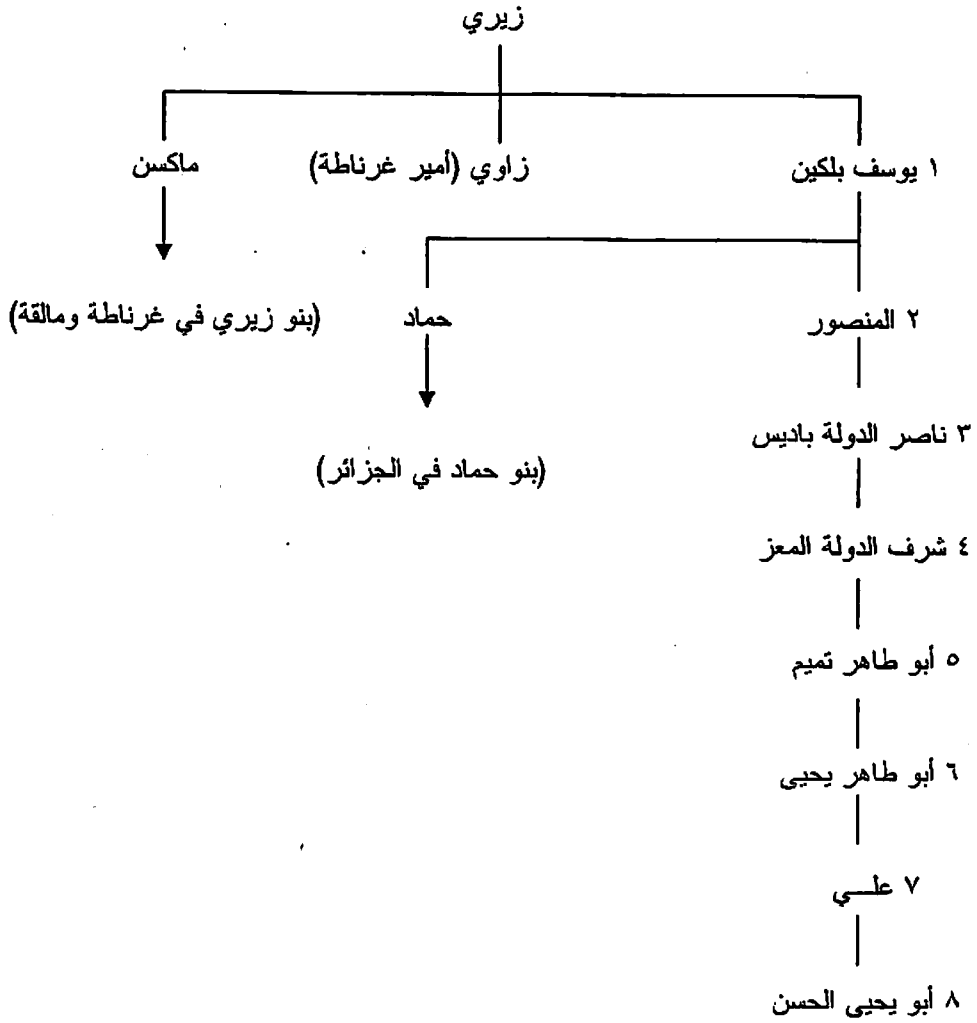 زيري
١ يوسف بلكين
زاوي (أمير غرناطة)
ماكسن
٢ المنصور
حماد
(بنو زيري في غرناطة ومالقة)
٣ ناصر الدولة باديس
(بنو حماد في الجزائر)
٤ شرف الدولة المعز
٥ أبو طاهر تميم
٦ أبو طاهر يحيى
٧ علـــي
٨ أبو يحيى الحسن